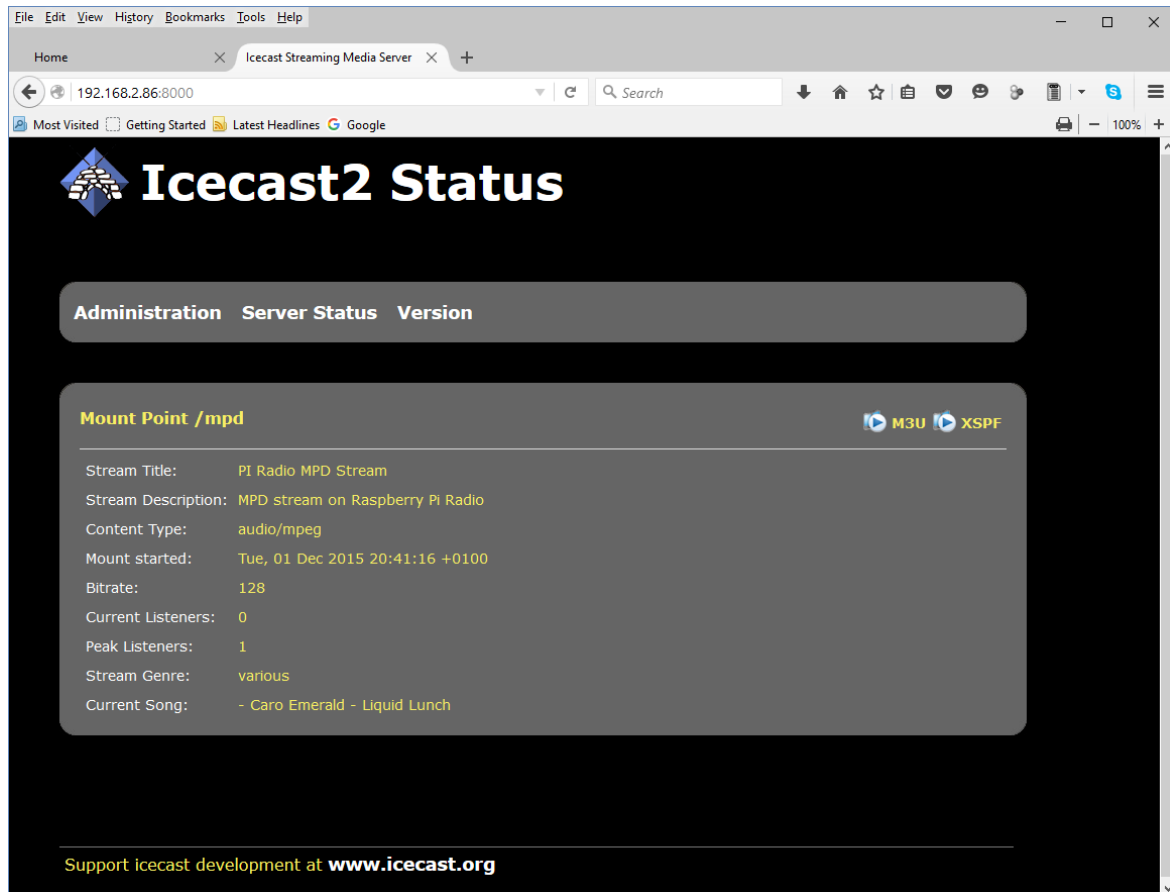 File Edit View History Bookmarks Tools Help
Home Icecast Streaming Media Server
192.168.2.86:8000 Search
Most Visited Getting Started Latest Headlines Google 100%
Icecast2 Status
Administration Server Status Version
Mount Point /mpd M3U XSPF
Stream Title: PI Radio MPD Stream
Stream Description: MPD stream on Raspberry Pi Radio
Content Type: audio/mpeg
Mount started: Tue, 01 Dec 2015 20:41:16 +0100
Bitrate: 128
Current Listeners: 0
Peak Listeners: 1
Stream Genre: various
Current Song: - Caro Emerald - Liquid Lunch
Support icecast development at www.icecast.org